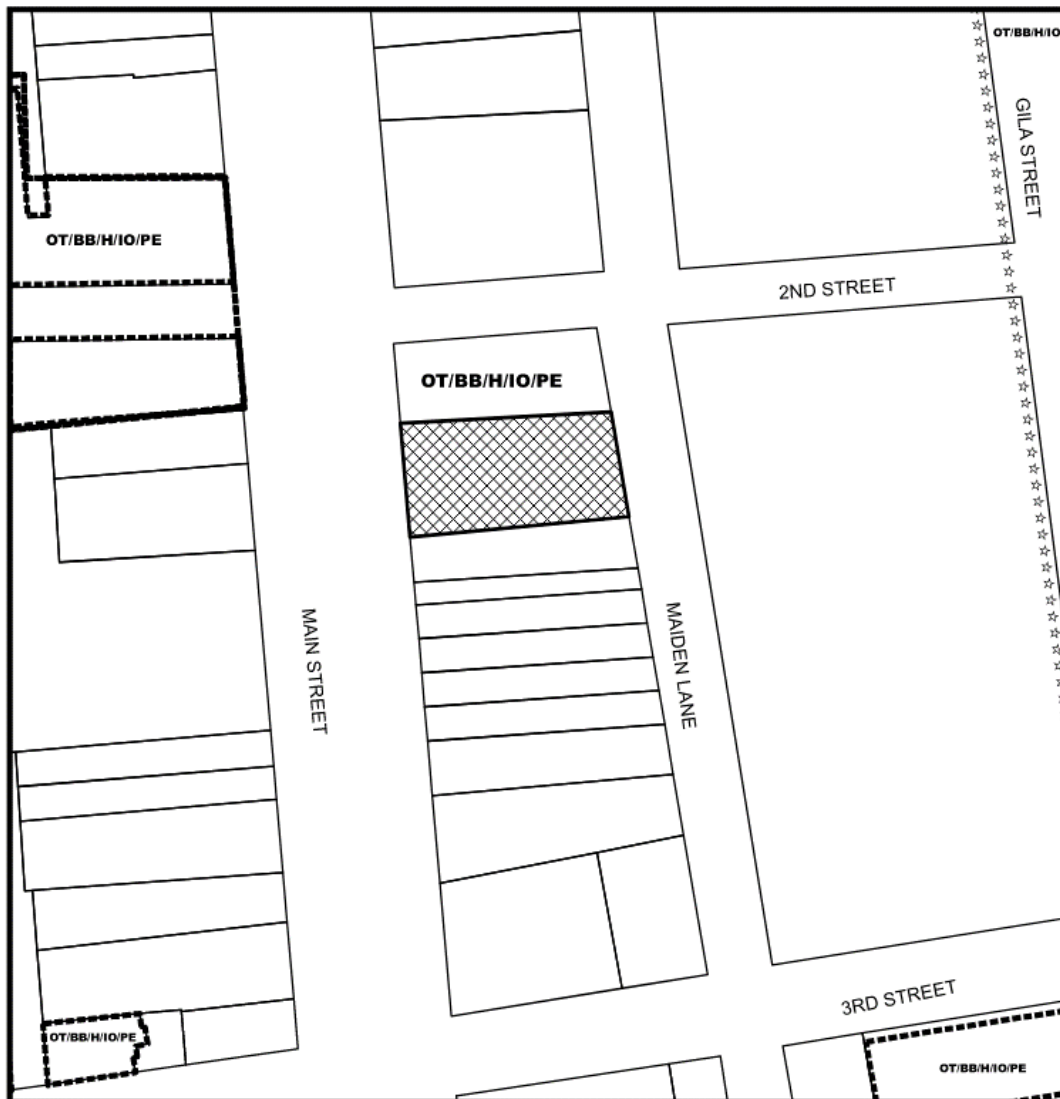 OT/BB/H/IO
GILA STREET
OT/BB/H/IO/PE
2ND STREET
OT/BB/H/IO/PE
MAIN STREET
MAIDEN LANE
3RD STREET
OT/BB/H/IO/PE
OT/BB/H/IO/PE